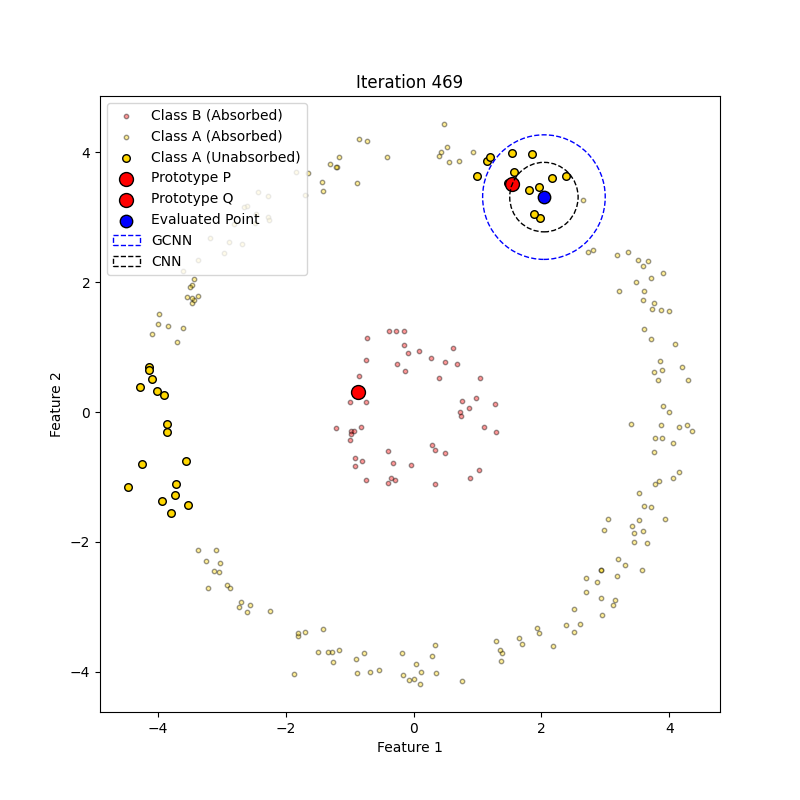 Iteration 469
Class B (Absorbed)
Class A (Absorbed)
Class A (Unabsorbed)
Prototype P
Prototype Q
Evaluated Point
GCNN
CNN
Feature 2
4
2
0
−2
−4
−4
−2
0
2
4
Feature 1